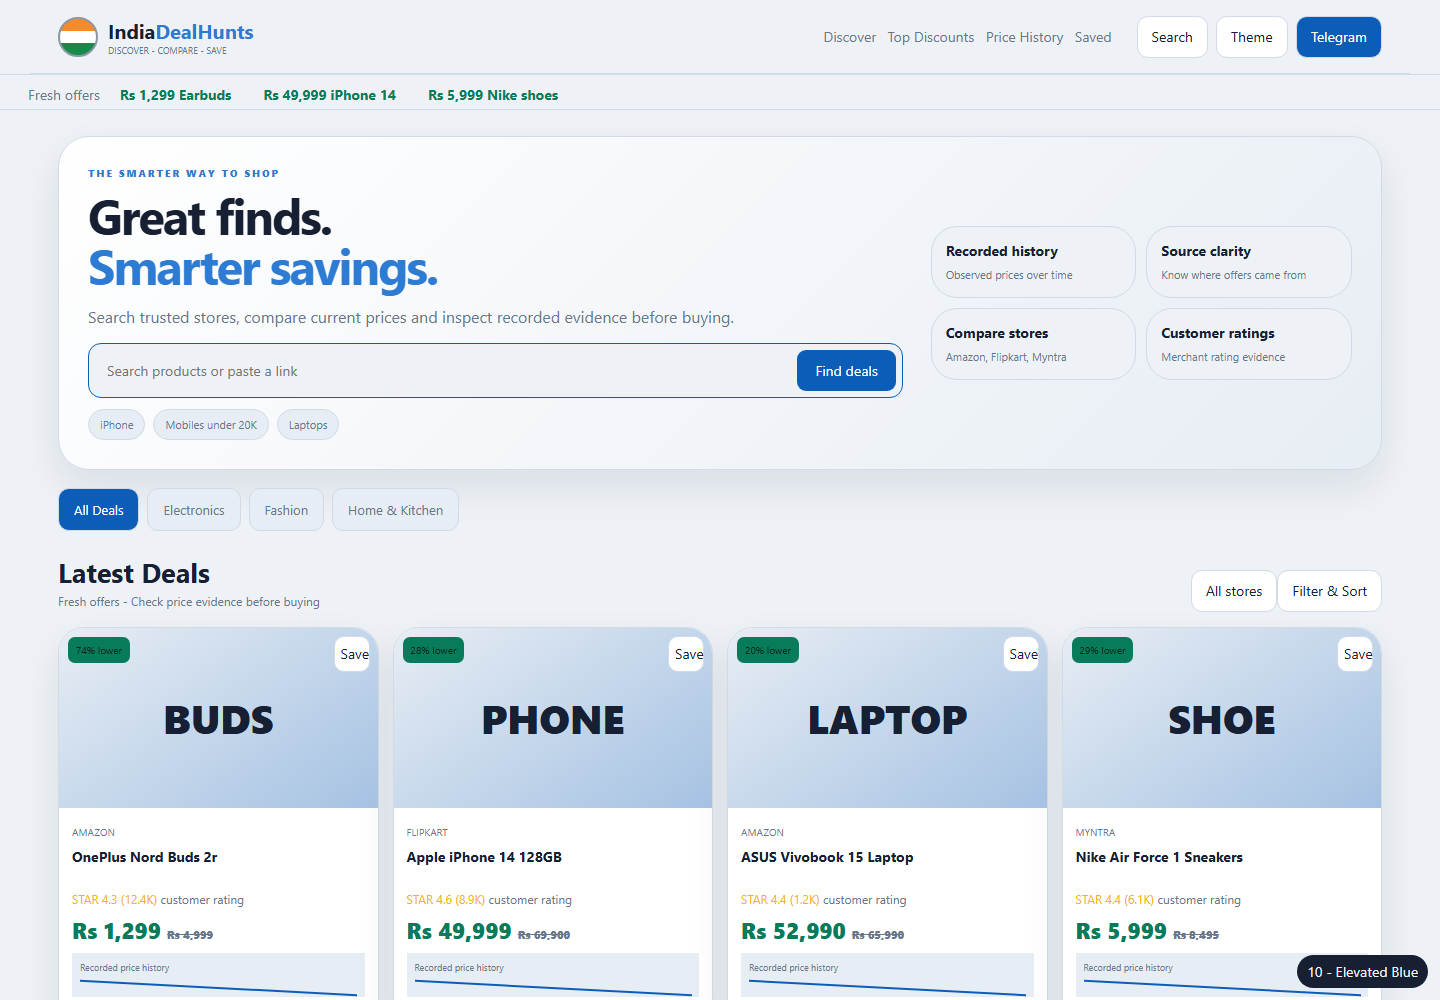 IndiaDealHunts
DISCOVER - COMPARE - SAVE
Discover Top Discounts Price History Saved Search Theme Telegram
Fresh offers Rs 1,299 Earbuds Rs 49,999 iPhone 14 Rs 5,999 Nike shoes
THE SMARTER WAY TO SHOP
Great finds.
Smarter savings.
Search trusted stores, compare current prices and inspect recorded evidence before buying.
Search products or paste a link Find deals
iPhone Mobiles under 20K Laptops
Recorded history
Observed prices over time
Source clarity
Know where offers came from
Compare stores
Amazon, Flipkart, Myntra
Customer ratings
Merchant rating evidence
All Deals Electronics Fashion Home & Kitchen
Latest Deals
Fresh offers - Check price evidence before buying
All stores Filter & Sort
74% lower Save
BUDS
AMAZON
OnePlus Nord Buds 2r
STAR 4.3 (12.4K) customer rating
Rs 1,299 Rs 4,999
Recorded price history
28% lower Save
PHONE
FLIPKART
Apple iPhone 14 128GB
STAR 4.6 (8.9K) customer rating
Rs 49,999 Rs 69,900
Recorded price history
20% lower Save
LAPTOP
AMAZON
ASUS Vivobook 15 Laptop
STAR 4.4 (1.2K) customer rating
Rs 52,990 Rs 65,990
Recorded price history
29% lower Save
SHOE
MYNTRA
Nike Air Force 1 Sneakers
STAR 4.4 (6.1K) customer rating
Rs 5,999 Rs 8,495
Recorded price history
10 - Elevated Blue